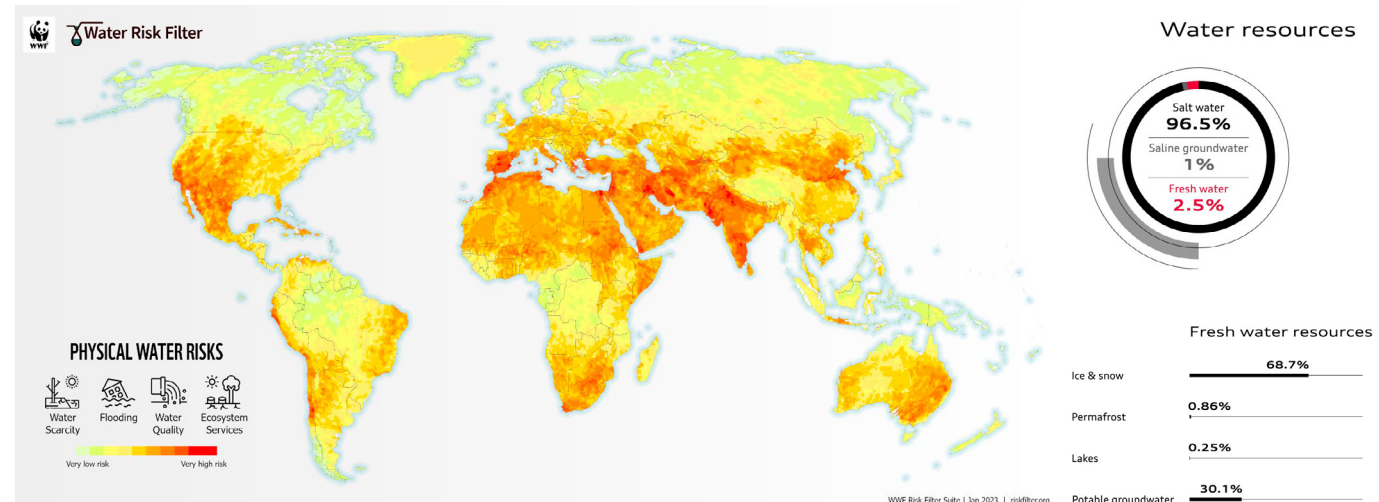 WWF
Water Risk Filter
PHYSICAL WATER RISKS
Water
Scarcity
Flooding
Water
Quality
Ecosystem
Services
Very low risk
Very high risk
WWF Risk Filter Suite | Jan 2023 | riskfilter.org
Water resources
Salt water
96.5%
Saline groundwater
1%
Fresh water
2.5%
Fresh water resources
Ice & snow
68.7%
Permafrost
0.86%
Lakes
0.25%
Potable groundwater
30.1%